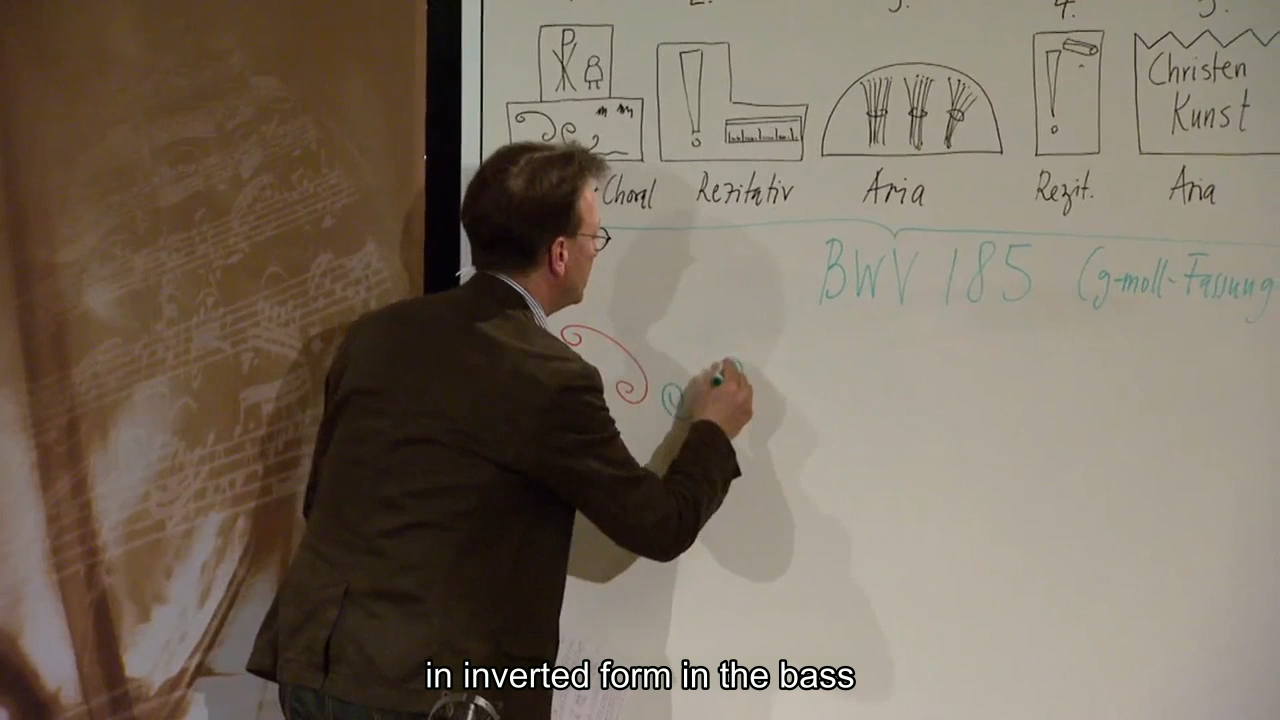 4.
Christen
Kunst
Choral Rezitativ Aria Rezit. Aria
BWV 185 (g-moll-Fassung
in inverted form in the bass